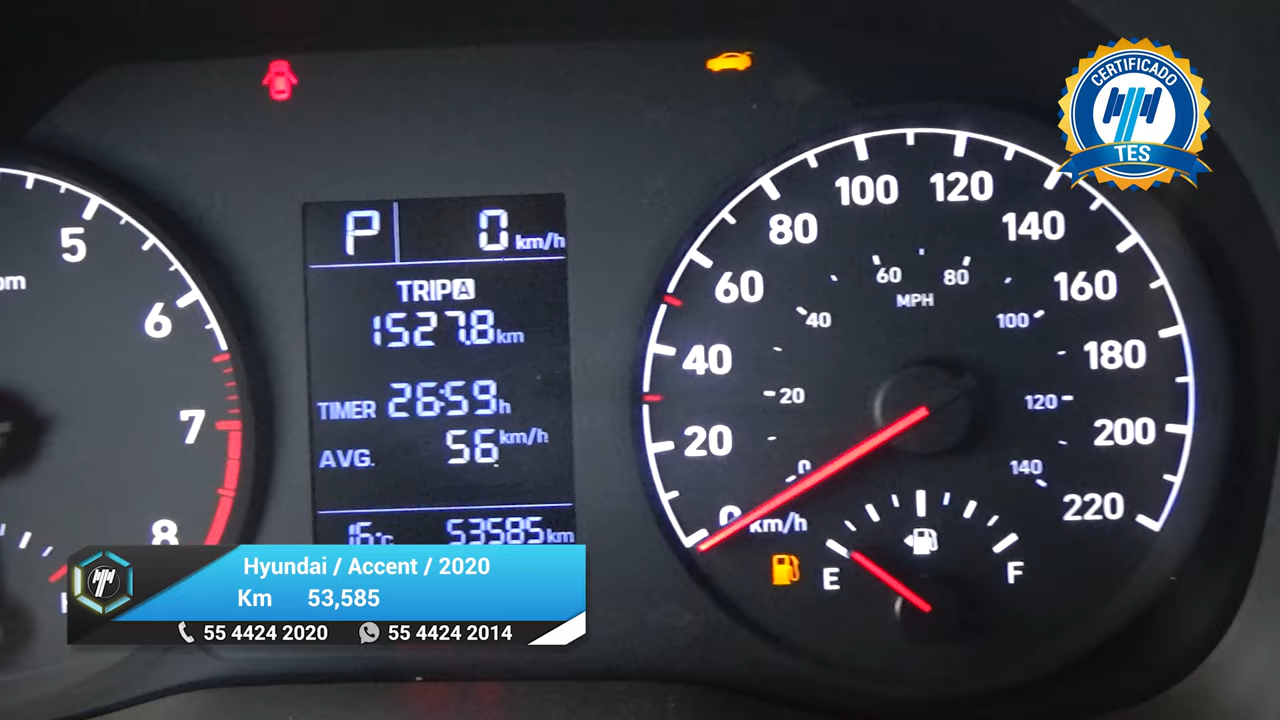 CERTIFICADO
TES
P 0 km/h
TRIP A
1527.8 km
TIMER 26:59 h
AVG. 56 km/h
16°C 53585 km
5
6
7
8
0
20
40
60
80
100
120
140
160
180
200
220
km/h
0
20
40
60
80
100
120
140
MPH
E
F
Hyundai / Accent / 2020
Km 53,585
55 4424 2020 55 4424 2014